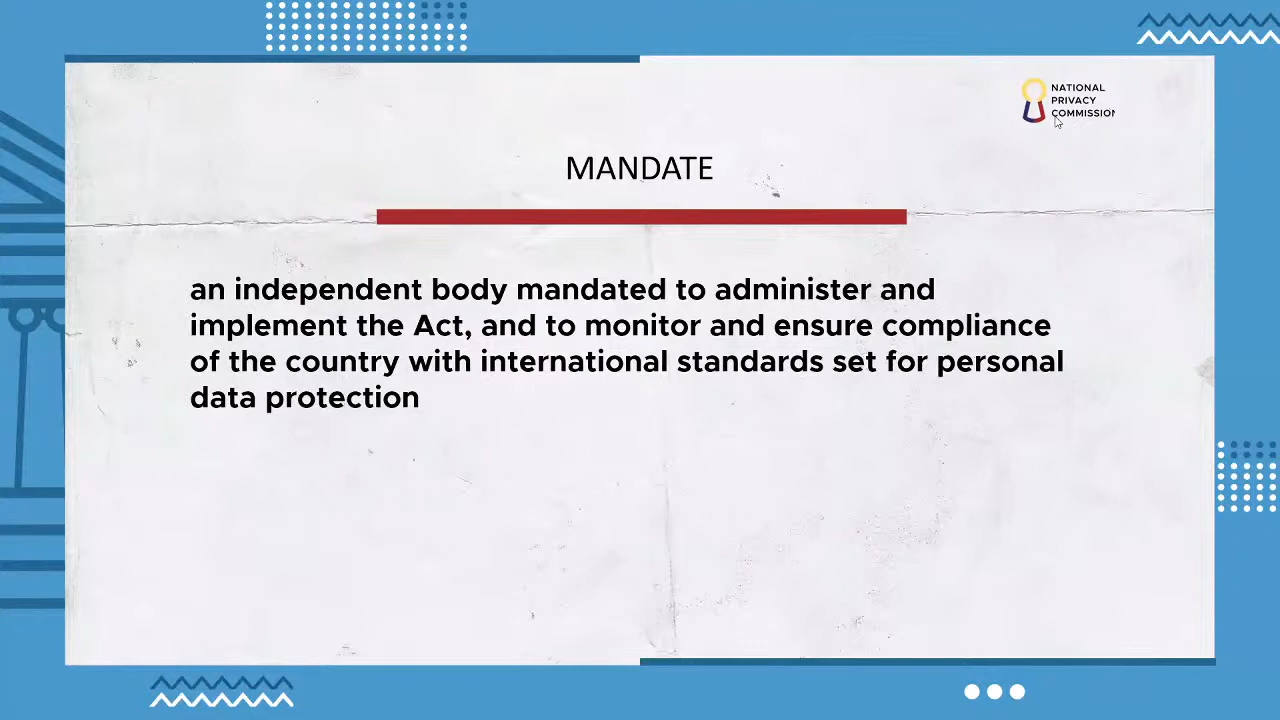 NATIONAL
PRIVACY
COMMISSION
MANDATE
an independent body mandated to administer and
implement the Act, and to monitor and ensure compliance
of the country with international standards set for personal
data protection